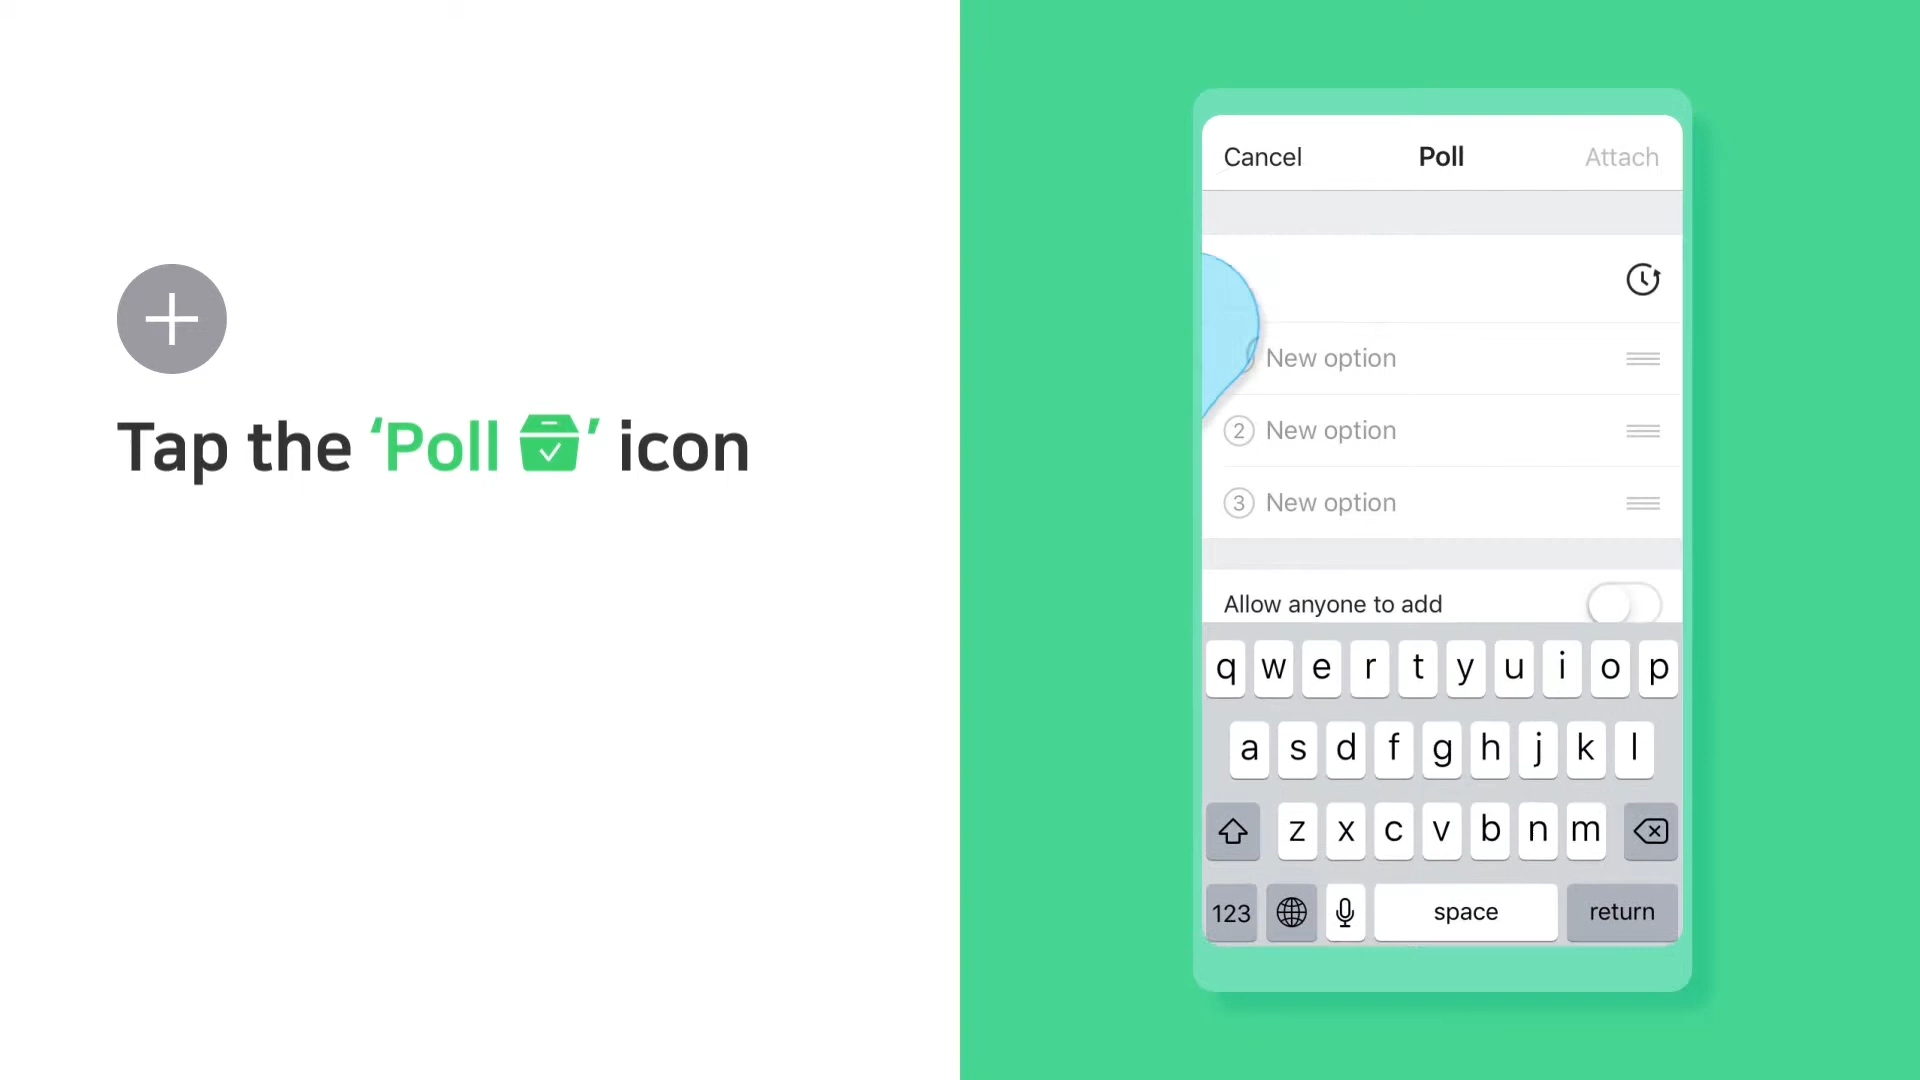 Tap the ‘Poll ’ icon
Cancel Poll Attach
New option
2 New option
3 New option
Allow anyone to add
q w e r t y u i o p
a s d f g h j k l
z x c v b n m
123 space return